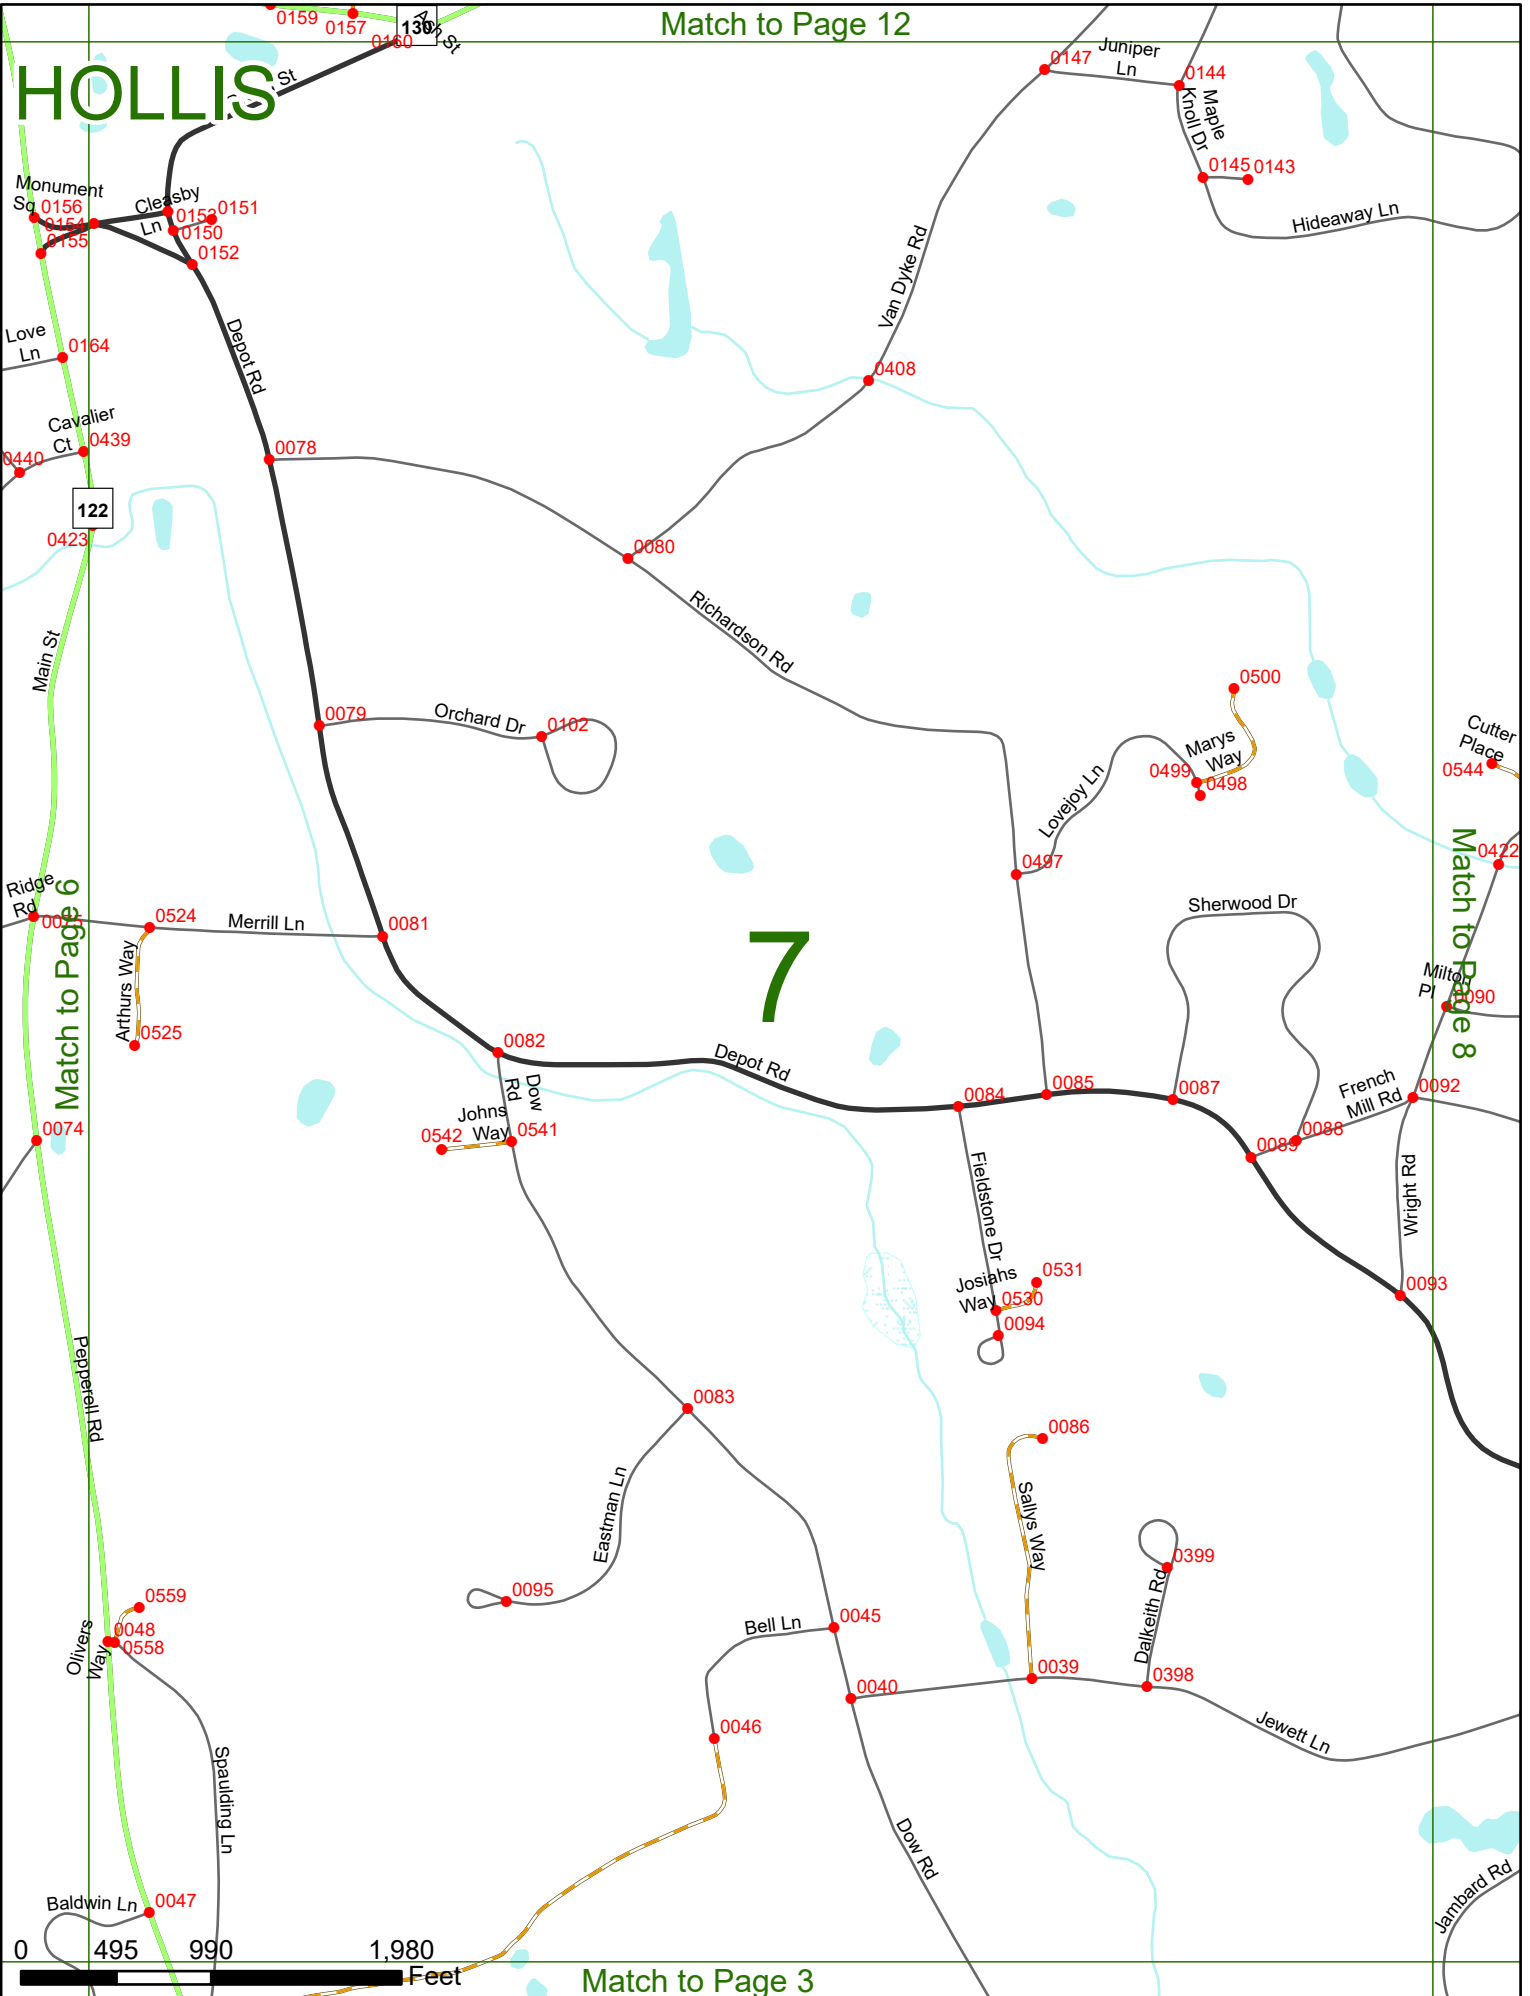 Match to Page 12
0159
0157
0160
130
Ash St
HOLLIS
St
0147
Juniper
Ln
0144
Maple
Knoll Dr
0145
0143
Hideaway Ln
Monument
Sq
0156
0154
0155
Cleasby
Ln
0153
0151
0150
0152
Van Dyke Rd
Love
Ln
0164
Depot Rd
0408
Cavalier
Ct
0439
0440
0078
122
0423
0080
Richardson Rd
Main St
0500
0079
Orchard Dr
0102
Marys
Way
0499
0498
Cutter
Place
0544
Lovejoy Ln
0497
0422
Ridge
Rd
0075
0524
Merrill Ln
0081
Sherwood Dr
7
Match to Page 6
Match to Page 8
Arthurs Way
0525
Milton
Pl
0090
0082
Depot Rd
Dow
Rd
0084
0085
0087
French
Mill Rd
0092
0074
Johns
Way
0542
0541
0089
0088
Fieldstone Dr
Wright Rd
Josiahs
Way
0531
0530
0094
0093
Pepperell Rd
0083
0086
Eastman Ln
Sallys Way
0399
0095
Dalkeith Rd
0559
Olivers
Way
0048
0558
Bell Ln
0045
0039
0398
0040
0046
Jewett Ln
Spaulding Ln
Dow Rd
Jambard Rd
Baldwin Ln
0047
0 495 990 1,980
Feet
Match to Page 3